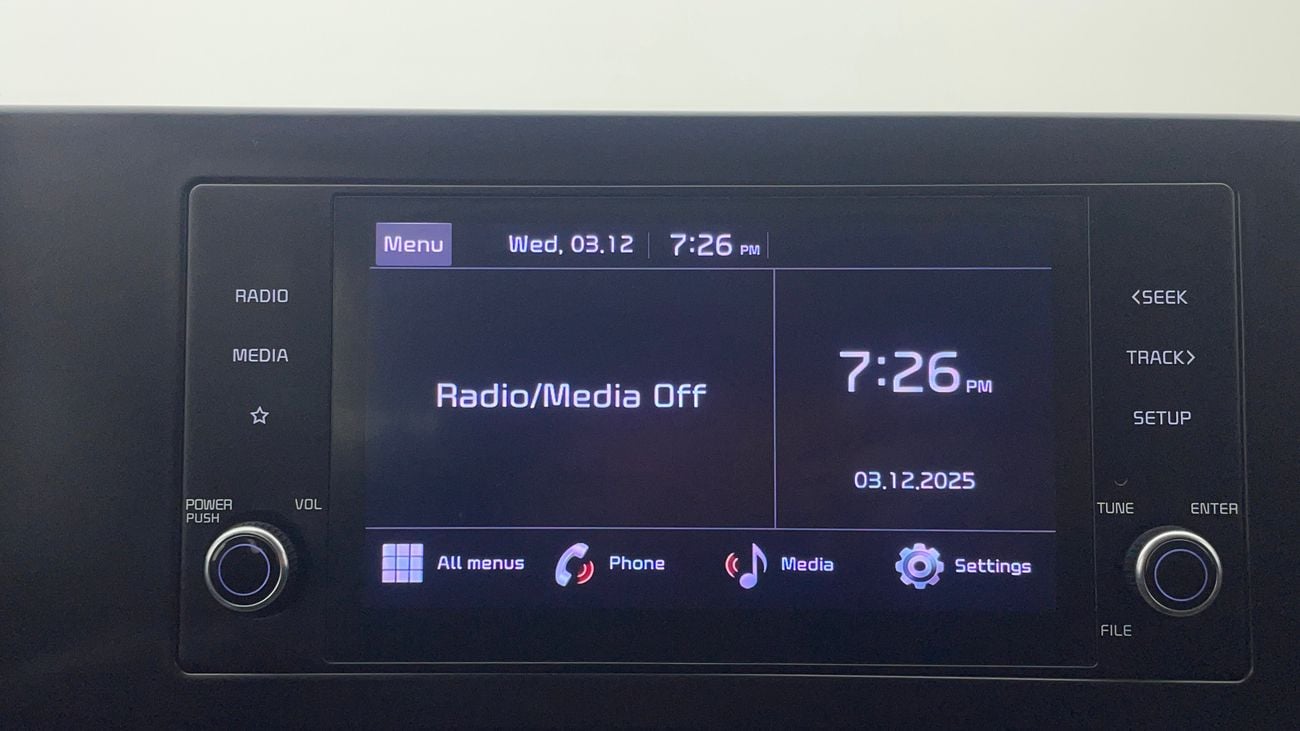 Menu Wed, 03.12 7:26 PM
RADIO
<SEEK
MEDIA
TRACK>
SETUP
Radio/Media Off
7:26 PM
03.12.2025
POWER
PUSH
VOL
TUNE
ENTER
All menus Phone Media Settings
FILE